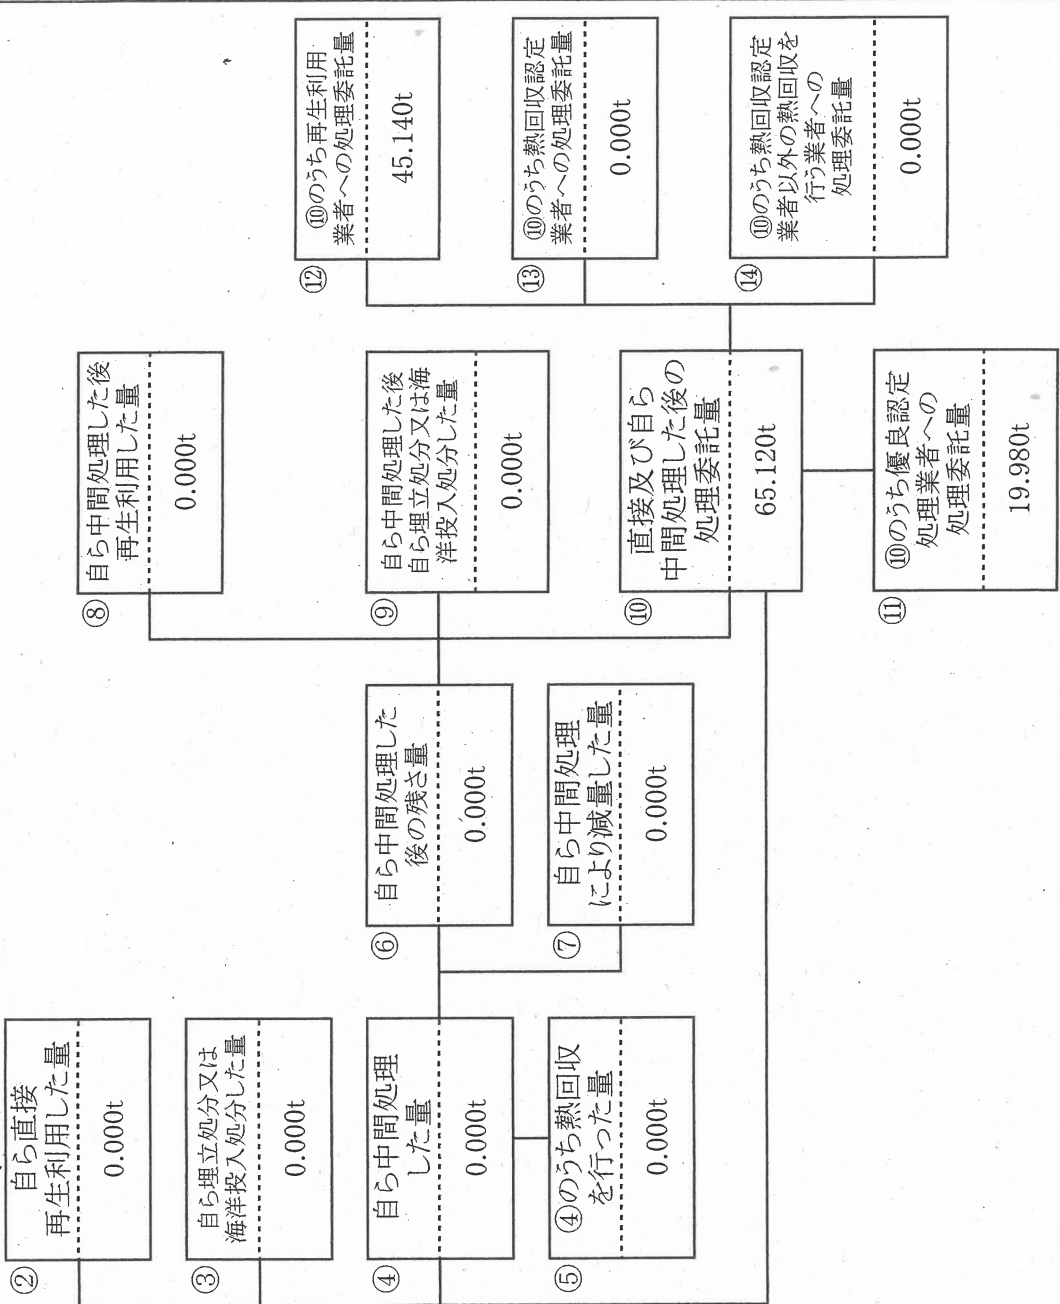 ②
自ら直接
再生利用した量
0.000t
③
自ら埋立処分又は
海洋投入処分した量
0.000t
④
自ら中間処理
した量
0.000t
⑤
④のうち熱回収
を行った量
0.000t
⑥
自ら中間処理した
後の残さ量
0.000t
⑦
自ら中間処理
により減量した量
0.000t
⑧
自ら中間処理した後
再生利用した量
0.000t
⑨
自ら中間処理した後
自ら埋立処分又は海
洋投入処分した量
0.000t
⑩
直接及び自ら
中間処理した後の
処理委託量
65.120t
⑪
⑩のうち優良認定
処理業者への
処理委託量
19.980t
⑫
⑩のうち再生利用
業者への処理委託量
45.140t
⑬
⑩のうち熱回収認定
業者への処理委託量
0.000t
⑭
⑩のうち熱回収認定
業者以外の熱回収を
行う業者への
処理委託量
0.000t